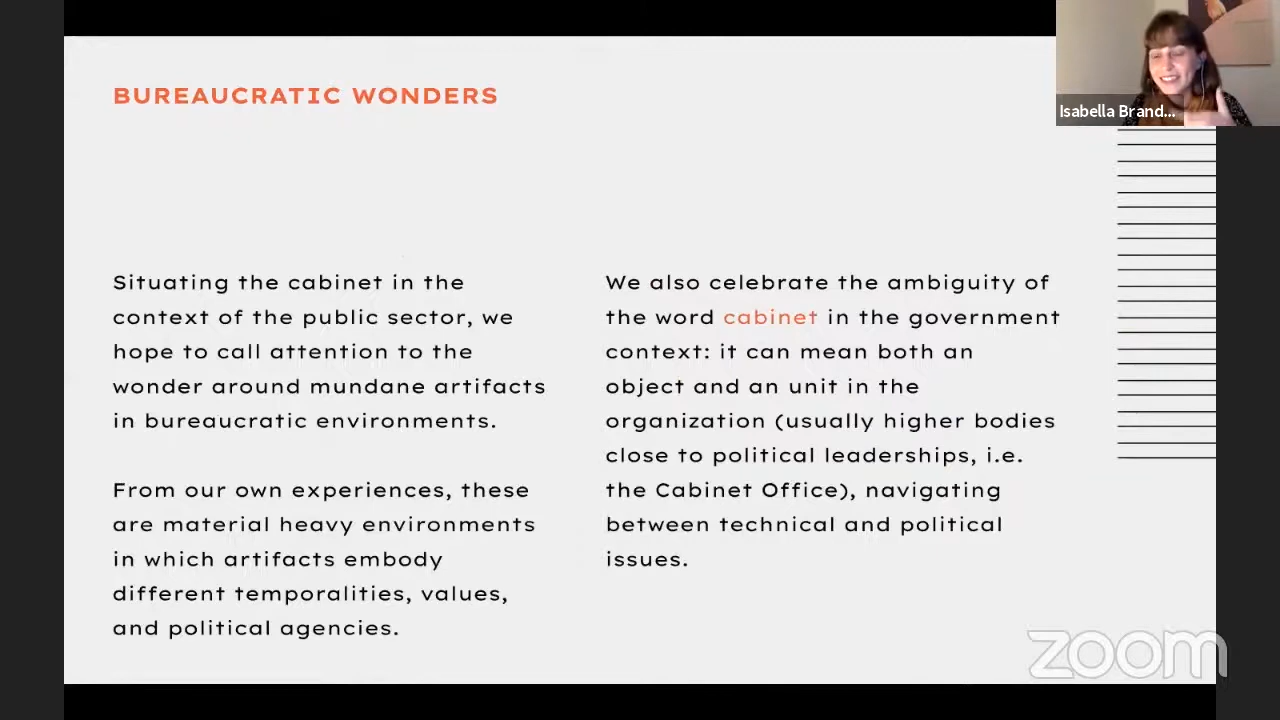 BUREAUCRATIC WONDERS
Isabella Brand...
Situating the cabinet in the
context of the public sector, we
hope to call attention to the
wonder around mundane artifacts
in bureaucratic environments.
From our own experiences, these
are material heavy environments
in which artifacts embody
different temporalities, values,
and political agencies.
We also celebrate the ambiguity of
the word cabinet in the government
context: it can mean both an
object and an unit in the
organization (usually higher bodies
close to political leaderships, i.e.
the Cabinet Office), navigating
between technical and political
issues.
zoom